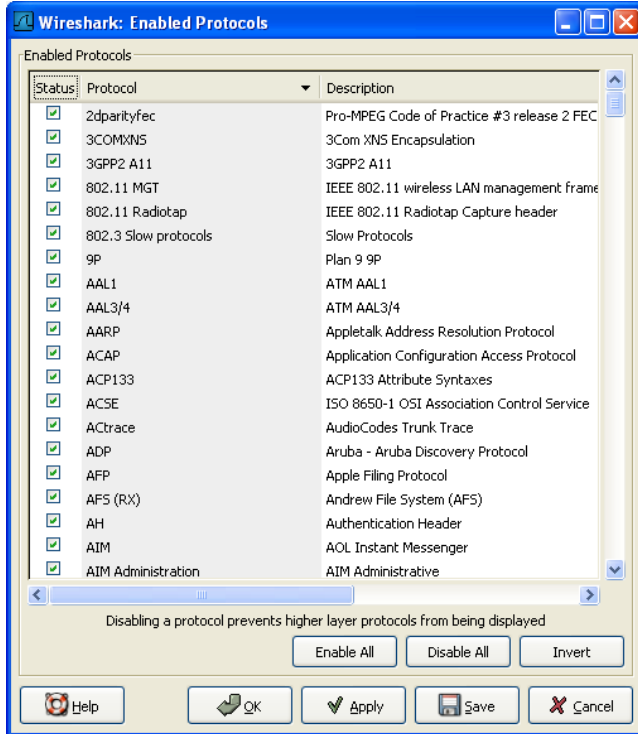 Wireshark: Enabled Protocols
Enabled Protocols
Status Protocol Description
2dparityfec Pro-MPEG Code of Practice #3 release 2 FEC
3COMXNS 3Com XNS Encapsulation
3GPP2 A11 3GPP2 A11
802.11 MGT IEEE 802.11 wireless LAN management frame
802.11 Radiotap IEEE 802.11 Radiotap Capture header
802.3 Slow protocols Slow Protocols
9P Plan 9 9P
AAL1 ATM AAL1
AAL3/4 ATM AAL3/4
AARP Appletalk Address Resolution Protocol
ACAP Application Configuration Access Protocol
ACP133 ACP133 Attribute Syntaxes
ACSE ISO 8650-1 OSI Association Control Service
ACtrace AudioCodes Trunk Trace
ADP Aruba - Aruba Discovery Protocol
AFP Apple Filing Protocol
AFS (RX) Andrew File System (AFS)
AH Authentication Header
AIM AOL Instant Messenger
AIM Administration AIM Administrative
Disabling a protocol prevents higher layer protocols from being displayed
Enable All Disable All Invert
Help OK Apply Save Cancel